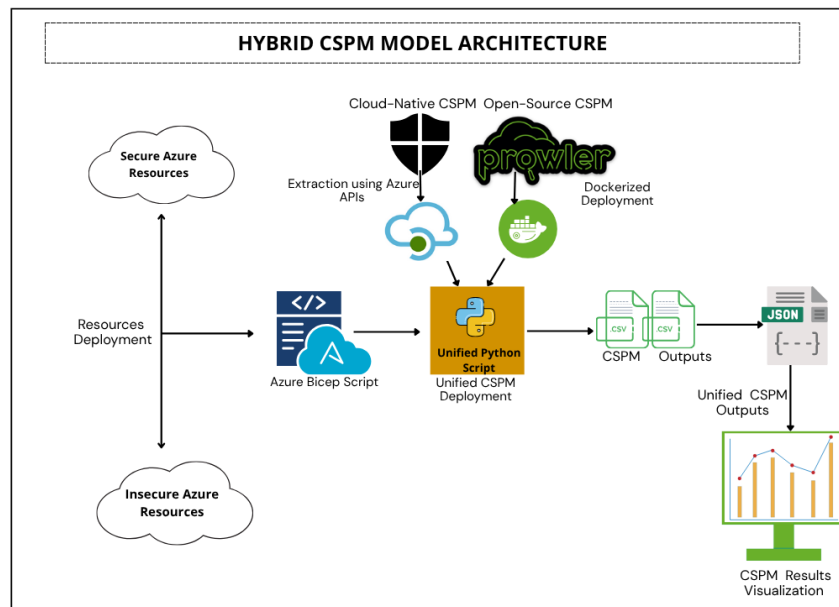 HYBRID CSPM MODEL ARCHITECTURE
Cloud-Native CSPM
Open-Source CSPM
prowler
Secure Azure
Resources
Extraction using Azure
APIs
Dockerized
Deployment
Resources
Deployment
</>
Azure Bicep Script
Unified Python
Script
Unified CSPM
Deployment
.CSV
.CSV
CSPM
Outputs
JSON
{---}
Unified CSPM
Outputs
Insecure Azure
Resources
CSPM Results
Visualization